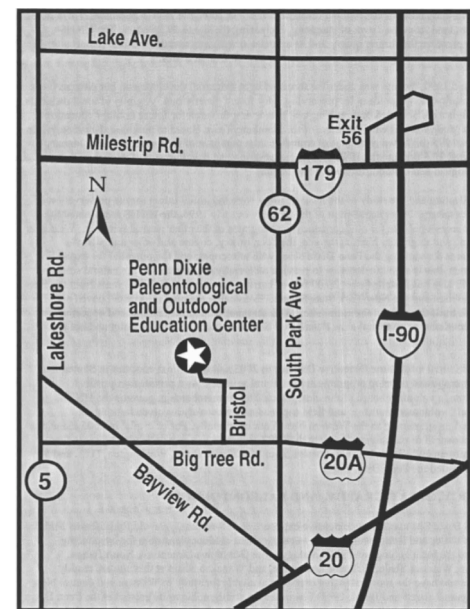 Lake Ave.
Exit
56
Milestrip Rd.
179
62
N
Lakeshore Rd.
Penn Dixie
Paleontological
and Outdoor
Education Center
South Park Ave.
I-90
Bristol
Big Tree Rd.
20A
5
Bayview Rd.
20